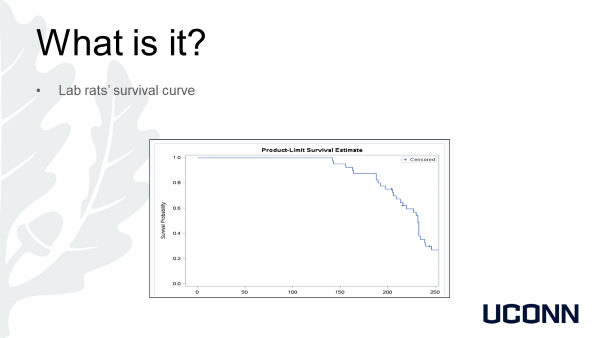 What is it?
• Lab rats’ survival curve
Product-Limit Survival Estimate
+ Censored
1.0
0.8
0.6
0.4
0.2
0.0
Survival Probability
0 50 100 150 200 250
UCONN